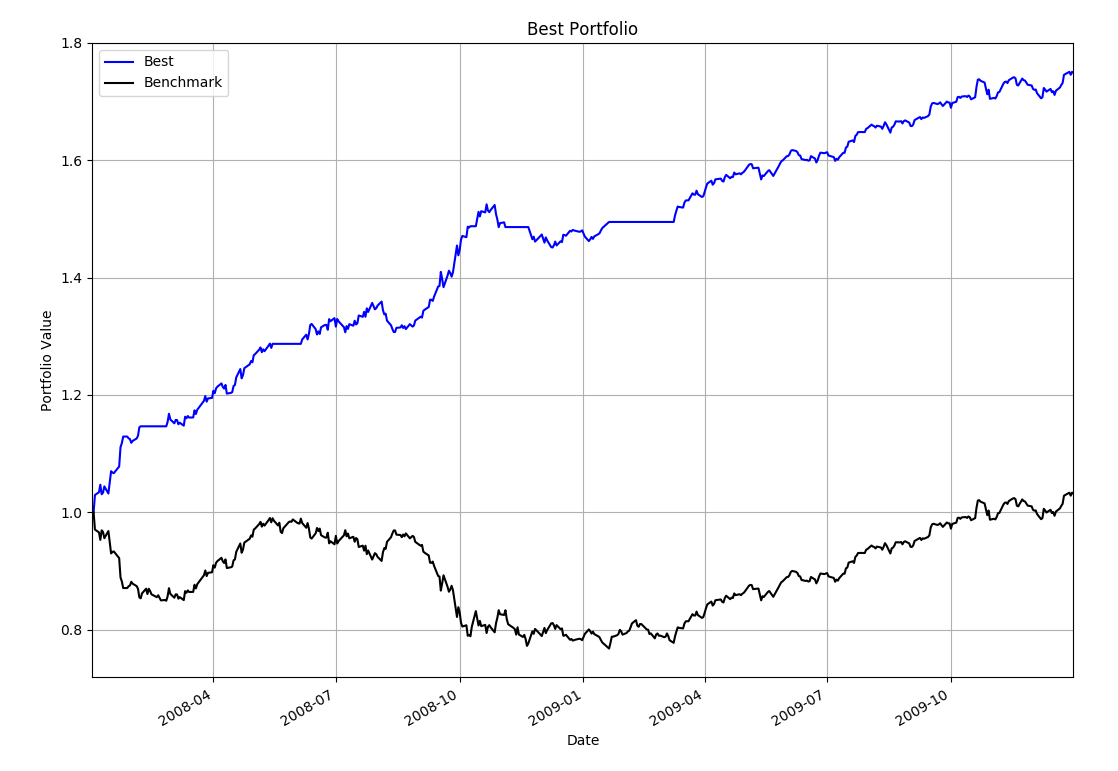 Best Portfolio
Best
Benchmark
Portfolio Value
1.8
1.6
1.4
1.2
1.0
0.8
2008-04
2008-07
2008-10
2009-01
2009-04
2009-07
2009-10
Date